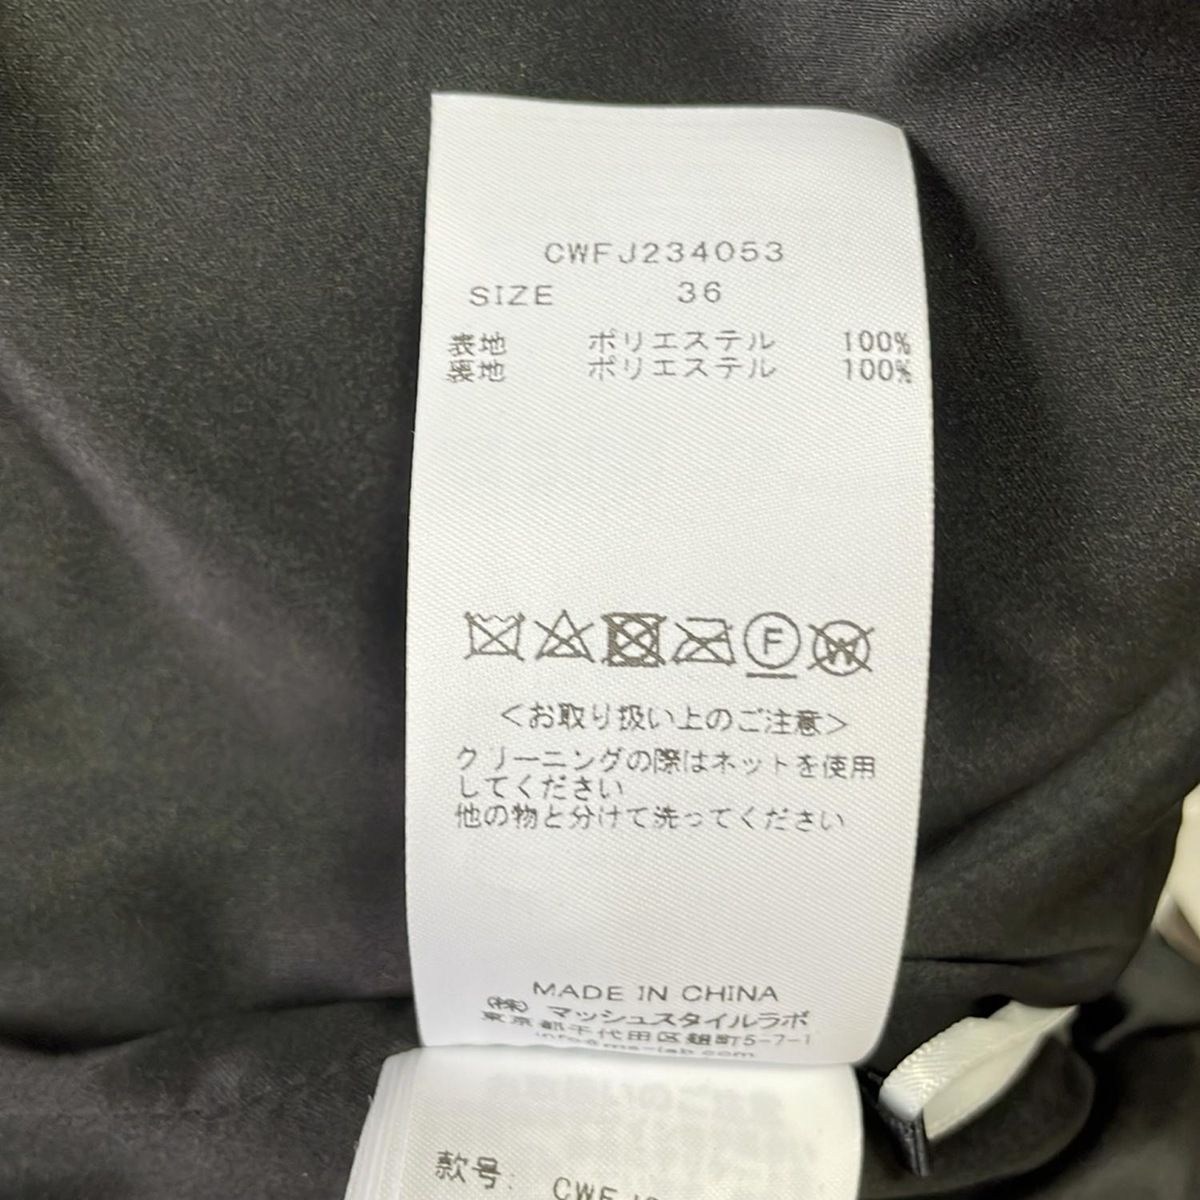 CWFJ234053
SIZE 36
表地 ポリエステル 100%
裏地 ポリエステル 100%
F W
<お取り扱い上のご注意>
クリーニングの際はネットを使用
してください
他の物と分けて洗ってください
MADE IN CHINA
(株) マッシュスタイルラボ
東京都千代田区麹町5-7-1
款号: